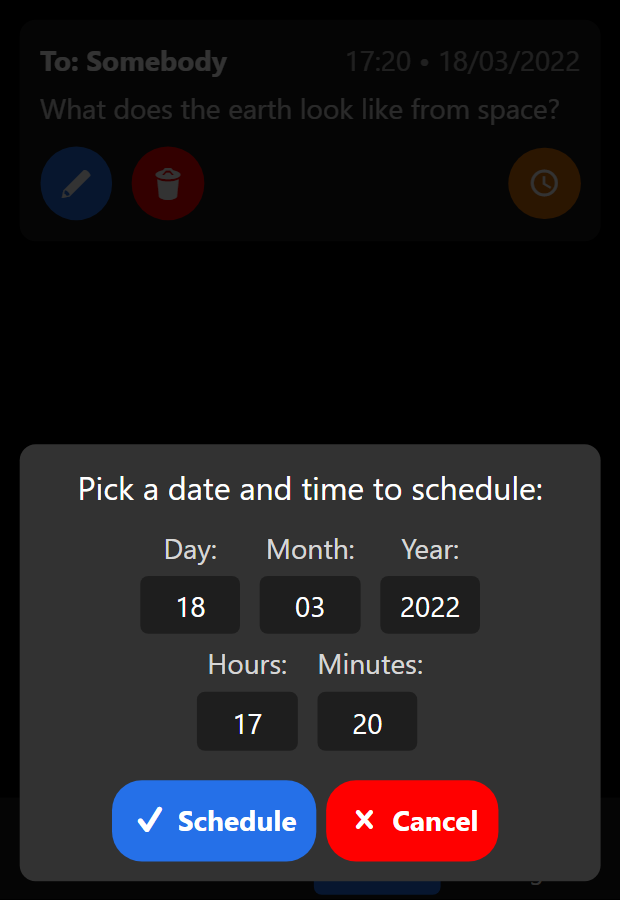 To: Somebody 17:20 • 18/03/2022
What does the earth look like from space?
Pick a date and time to schedule:
Day: Month: Year:
18 03 2022
Hours: Minutes:
17 20
Schedule Cancel